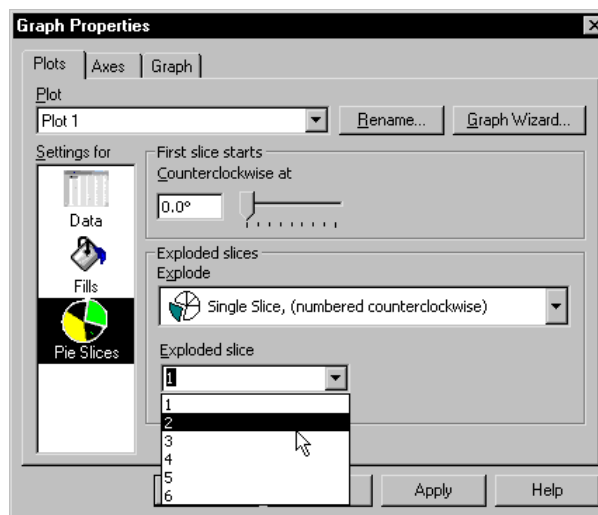 Graph Properties
Plots Axes Graph
Plot
Plot 1 Rename... Graph Wizard...
Settings for
Data
Fills
Pie Slices
First slice starts
Counterclockwise at
0.0°
Exploded slices
Explode
Single Slice, (numbered counterclockwise)
Exploded slice
1
1
2
3
4
5
6
Apply Help